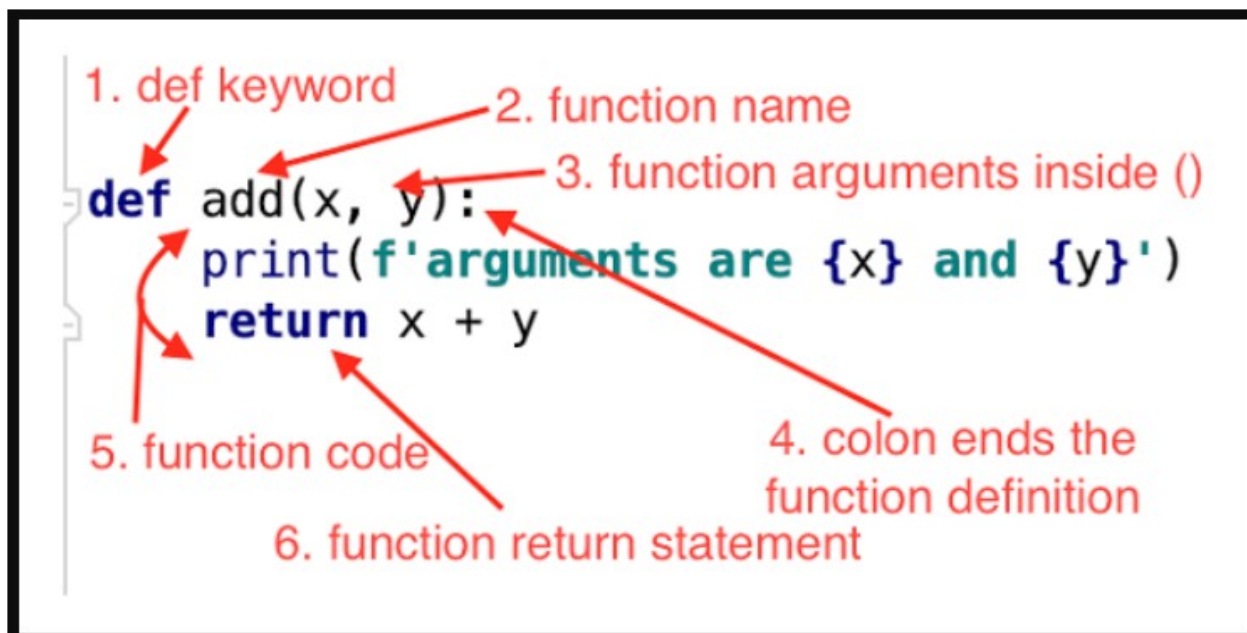 1. def keyword
2. function name
3. function arguments inside ()
def add(x, y):
print(f'arguments are {x} and {y}')
return x + y
5. function code
4. colon ends the
function definition
6. function return statement